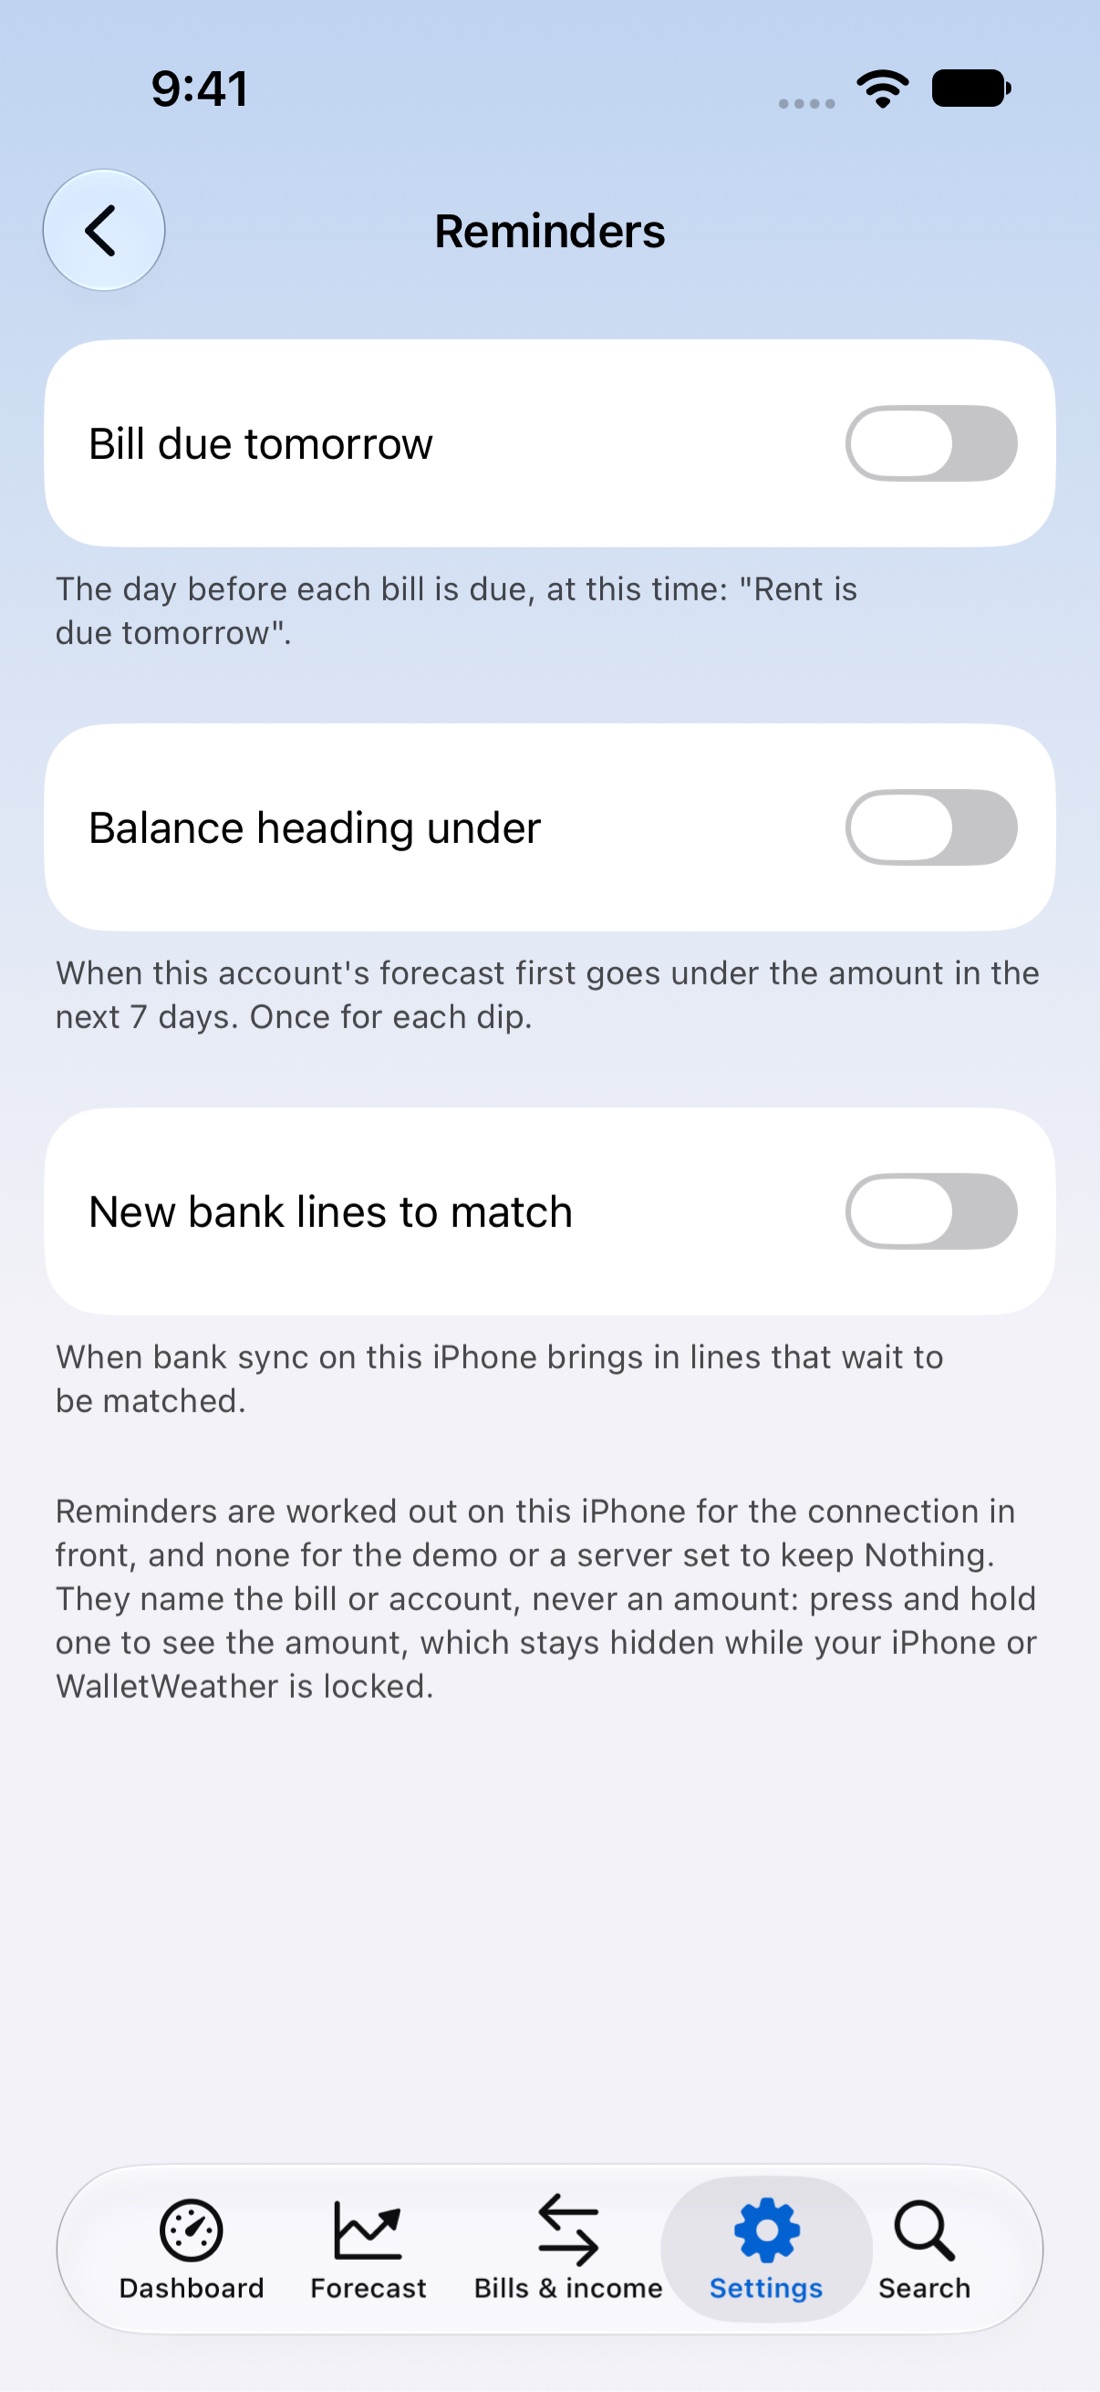 9:41
Reminders
Bill due tomorrow
The day before each bill is due, at this time: "Rent is
due tomorrow".
Balance heading under
When this account's forecast first goes under the amount in the
next 7 days. Once for each dip.
New bank lines to match
When bank sync on this iPhone brings in lines that wait to
be matched.
Reminders are worked out on this iPhone for the connection in
front, and none for the demo or a server set to keep Nothing.
They name the bill or account, never an amount: press and hold
one to see the amount, which stays hidden while your iPhone or
WalletWeather is locked.
Dashboard
Forecast
Bills & income
Settings
Search